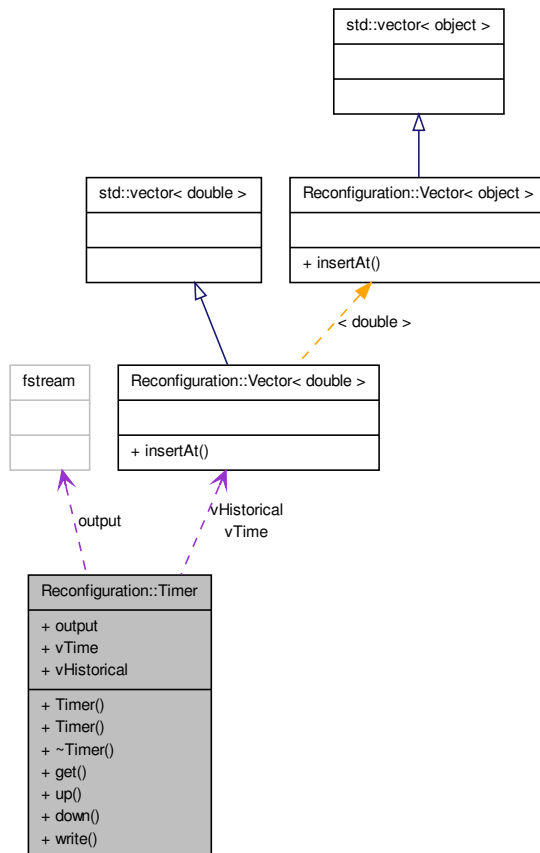 std::vector< object >
std::vector< double >
Reconfiguration::Vector< object >
+ insertAt()
< double >
fstream
Reconfiguration::Vector< double >
+ insertAt()
output
vHistorical
vTime
Reconfiguration::Timer
+ output
+ vTime
+ vHistorical
+ Timer()
+ Timer()
+ ~Timer()
+ get()
+ up()
+ down()
+ write()